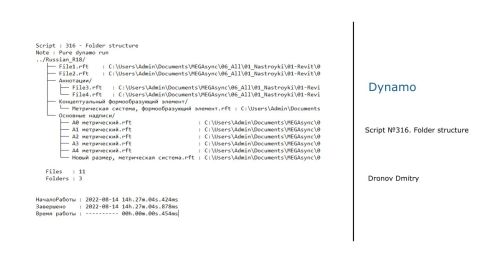 Script : 316 - Folder structure
Note : Pure dynamo run
../Russian_R18/
├── File1.rft : C:\Users\Admin\Documents\MEGAsync\06_All\01_Nastroyki\01-Revit\0
├── File2.rft : C:\Users\Admin\Documents\MEGAsync\06_All\01_Nastroyki\01-Revit\0
├── Аннотации/
├── File3.rft : C:\Users\Admin\Documents\MEGAsync\06_All\01_Nastroyki\01-Revit\
└── File4.rft : C:\Users\Admin\Documents\MEGAsync\06_All\01_Nastroyki\01-Revit\
├── Концептуальный формообразующий элемент/
└── Метрическая система, формообразующий элемент.rft : C:\Users\Admin\Documents
└── Основные надписи/
├── A0 метрический.rft : C:\Users\Admin\Documents\MEGAsync\0
├── A1 метрический.rft : C:\Users\Admin\Documents\MEGAsync\0
├── A2 метрический.rft : C:\Users\Admin\Documents\MEGAsync\0
├── A3 метрический.rft : C:\Users\Admin\Documents\MEGAsync\0
├── A4 метрический.rft : C:\Users\Admin\Documents\MEGAsync\0
└── Новый размер, метрическая система.rft : C:\Users\Admin\Documents\MEGAsync\0
Files : 11
Folders : 3
НачалоРаботы : 2022-08-14 14h.27m.04s.424ms
Завершено : 2022-08-14 14h.27m.04s.878ms
Время работы : ---------- 00h.00m.00s.454ms
Dynamo
Script №316. Folder structure
Dronov Dmitry